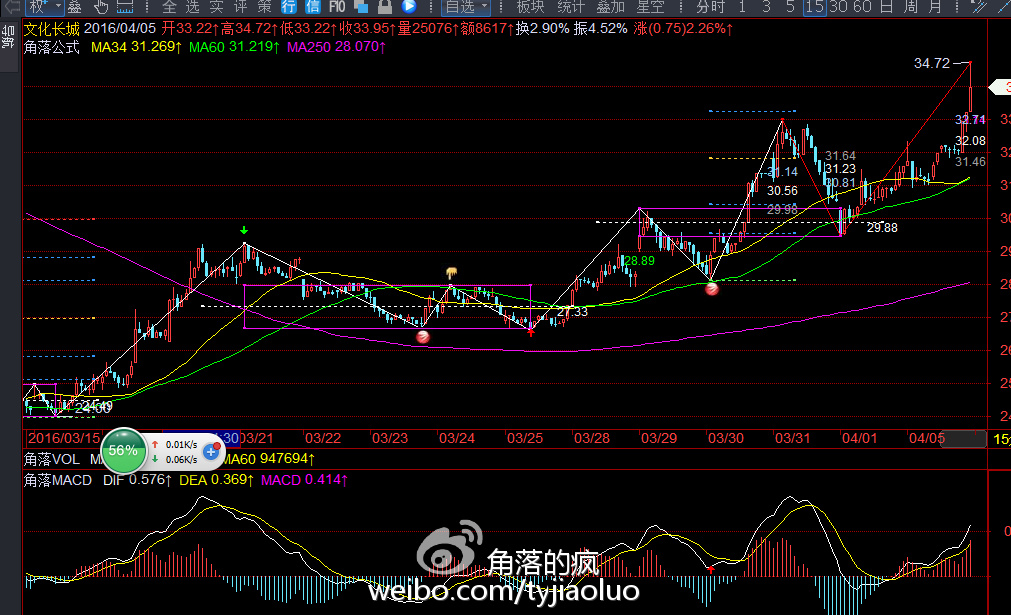 权 叠 全 选 实 评 策 行 信 F10 自选 板块 统计 叠加 星空 分时 1 3 5 15 30 60 日 周 月
导航
文化长城 2016/04/05 开33.22↑高34.72↑低33.22↑收33.95↑量25076↑额8617↑换2.90% 振4.52% 涨(0.75)2.26%↑
角落公式 MA34 31.269↑ MA60 31.219↑ MA250 28.070↑
34.72
32.71
32.08
31.64
31.46
31.14
31.23
30.56
30.81
29.98
29.88
28.89
27.33
24.49
2016/03/15 03/21 03/22 03/23 03/24 03/25 03/28 03/29 03/30 03/31 04/01 04/05
56%
0.01K/s
0.06K/s
角落VOL MA60 947694↑
角落MACD DIF 0.576↑ DEA 0.369↑ MACD 0.414↑
角落的疯
weibo.com/tyjiaoluo